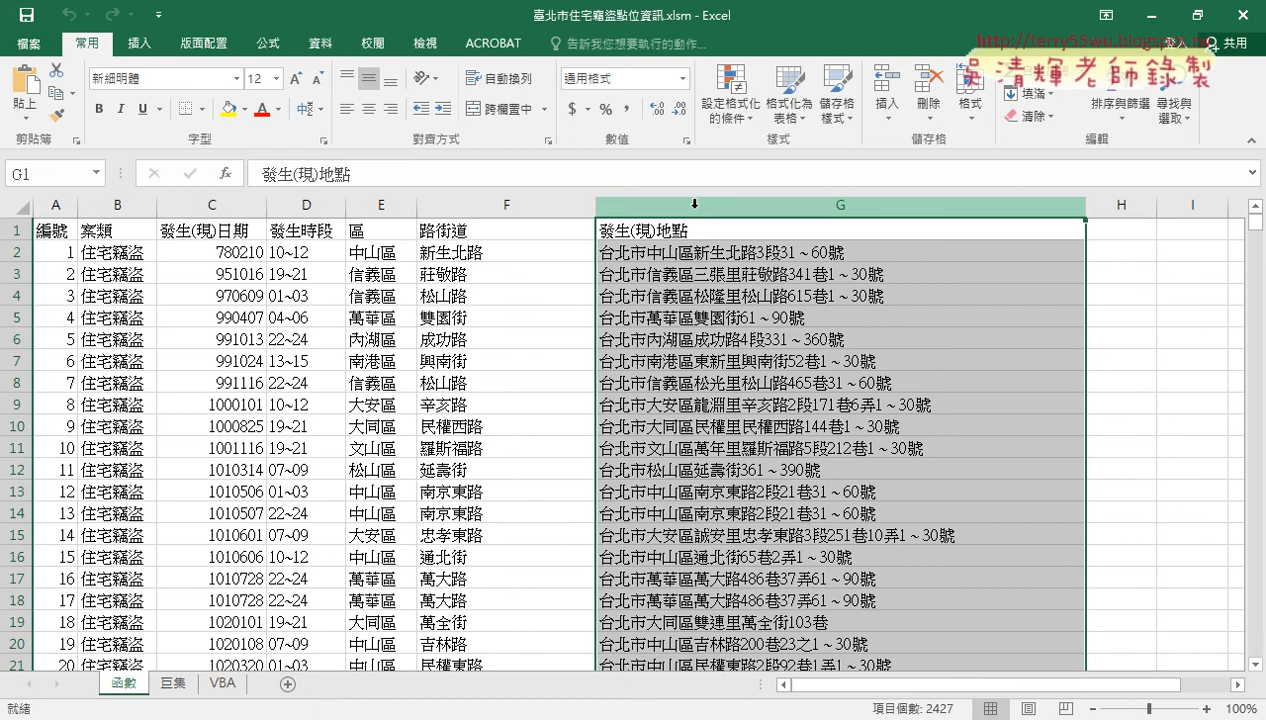 臺北市住宅竊盜點位資訊.xlsm - Excel
檔案 常用 插入 版面配置 公式 資料 校閱 檢視 ACROBAT 告訴我您想要執行的動作... 登入 共用
http://terry55wu.blogspot.tw
吳清輝老師錄製
新細明體 12 自動換列 通用格式
貼上 B I U 中 跨欄置中 $ % 設定格式化的條件 格式化為表格 儲存格樣式 插入 刪除 格式 填滿 清除 排序與篩選 尋找與選取
剪貼簿 字型 對齊方式 數值 樣式 儲存格 編輯
G1 fx 發生(現)地點
A B C D E F G H I
1 編號 案類 發生(現)日期 發生時段 區 路街道 發生(現)地點
2 1 住宅竊盜 780210 10~12 中山區 新生北路 台北市中山區新生北路3段31~60號
3 2 住宅竊盜 951016 19~21 信義區 莊敬路 台北市信義區三張里莊敬路341巷1~30號
4 3 住宅竊盜 970609 01~03 信義區 松山路 台北市信義區松隆里松山路615巷1~30號
5 4 住宅竊盜 990407 04~06 萬華區 雙園街 台北市萬華區雙園街61~90號
6 5 住宅竊盜 991013 22~24 內湖區 成功路 台北市內湖區成功路4段331~360號
7 6 住宅竊盜 991024 13~15 南港區 興南街 台北市南港區東新里興南街52巷1~30號
8 7 住宅竊盜 991116 22~24 信義區 松山路 台北市信義區松光里松山路465巷31~60號
9 8 住宅竊盜 1000101 10~12 大安區 辛亥路 台北市大安區龍淵里辛亥路2段171巷6弄1~30號
10 9 住宅竊盜 1000825 19~21 大同區 民權西路 台北市大同區民權里民權西路144巷1~30號
11 10 住宅竊盜 1001116 19~21 文山區 羅斯福路 台北市文山區萬年里羅斯福路5段212巷1~30號
12 11 住宅竊盜 1010314 07~09 松山區 延壽街 台北市松山區延壽街361~390號
13 12 住宅竊盜 1010506 01~03 中山區 南京東路 台北市中山區南京東路2段21巷31~60號
14 13 住宅竊盜 1010507 22~24 中山區 南京東路 台北市中山區南京東路2段21巷31~60號
15 14 住宅竊盜 1010601 07~09 大安區 忠孝東路 台北市大安區誠安里忠孝東路3段251巷10弄1~30號
16 15 住宅竊盜 1010606 10~12 中山區 通北街 台北市中山區通北街65巷2弄1~30號
17 16 住宅竊盜 1010728 22~24 萬華區 萬大路 台北市萬華區萬大路486巷37弄61~90號
18 17 住宅竊盜 1010728 22~24 萬華區 萬大路 台北市萬華區萬大路486巷37弄61~90號
19 18 住宅竊盜 1020101 19~21 大同區 萬全街 台北市大同區雙連里萬全街103巷
20 19 住宅竊盜 1020108 07~09 中山區 吉林路 台北市中山區吉林路200巷23之1~30號
21 20 住宅竊盜 1020320 01~03 中山區 民權東路 台北市中山區民權東路2段92巷1弄1~30號
函數 巨集 VBA
就緒 項目個數: 2427 100%